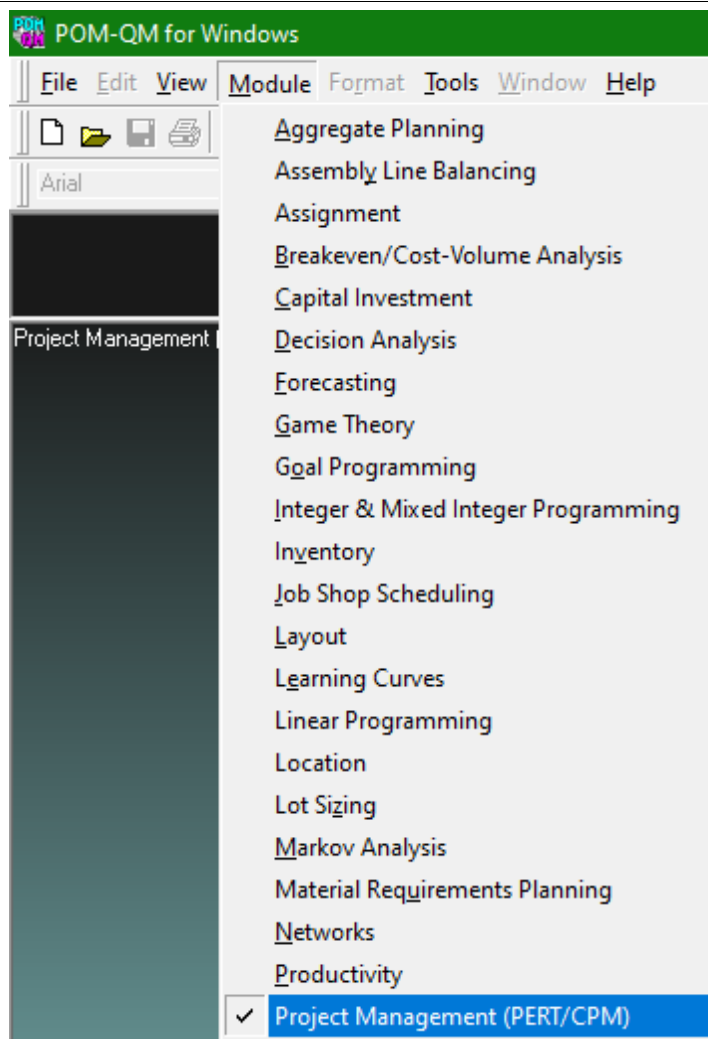 POM-QM for Windows
File Edit View Module Format Tools Window Help
Arial
Project Management
Aggregate Planning
Assembly Line Balancing
Assignment
Breakeven/Cost-Volume Analysis
Capital Investment
Decision Analysis
Forecasting
Game Theory
Goal Programming
Integer & Mixed Integer Programming
Inventory
Job Shop Scheduling
Layout
Learning Curves
Linear Programming
Location
Lot Sizing
Markov Analysis
Material Requirements Planning
Networks
Productivity
Project Management (PERT/CPM)